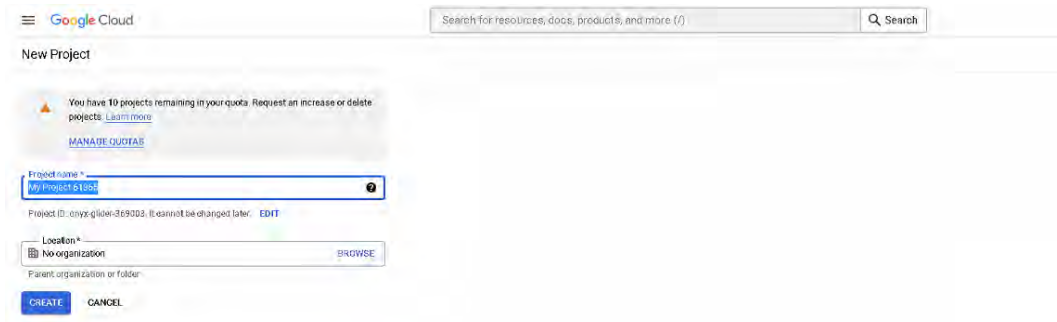 Google Cloud
Search for resources, docs, products, and more (/)
Search
New Project
You have 10 projects remaining in your quota. Request an increase or delete
projects. Learn more
MANAGE QUOTAS
Project name *
My Project 61365
Project ID: onyx-glider-369003. It cannot be changed later. EDIT
Location *
No organization
BROWSE
Parent organization or folder
CREATE
CANCEL